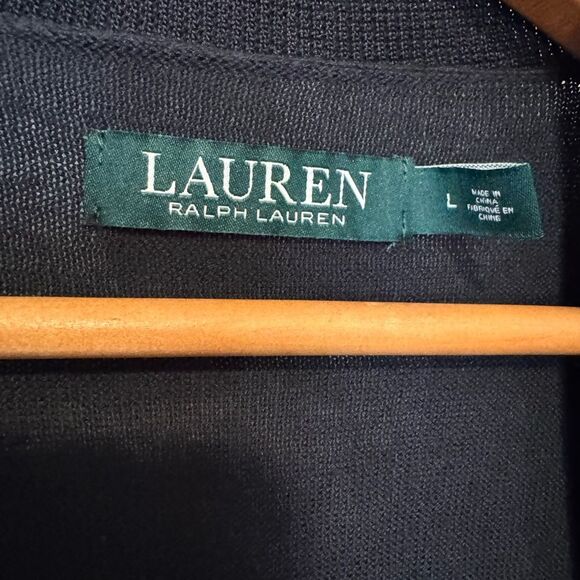 LAUREN
RALPH LAUREN
L
MADE IN
CHINA
FABRIQUÉ EN
CHINE